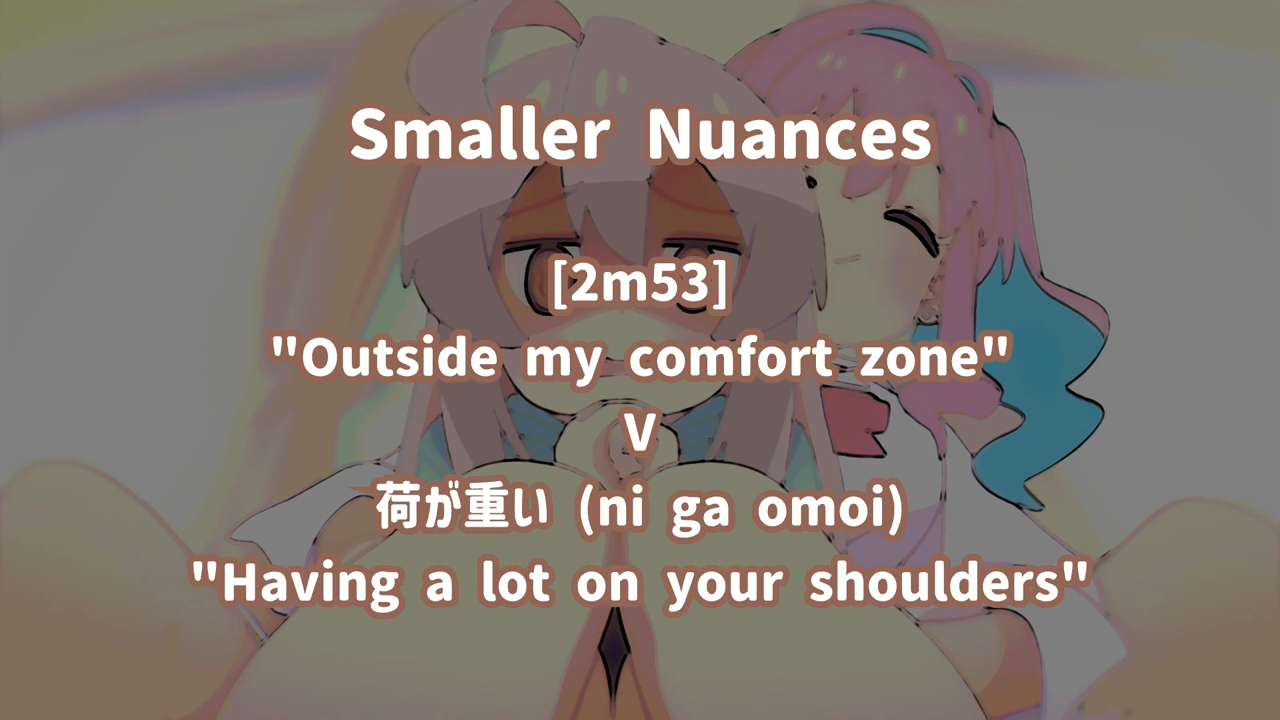 Smaller Nuances
[2m53]
"Outside my comfort zone"
V
荷が重い (ni ga omoi)
"Having a lot on your shoulders"